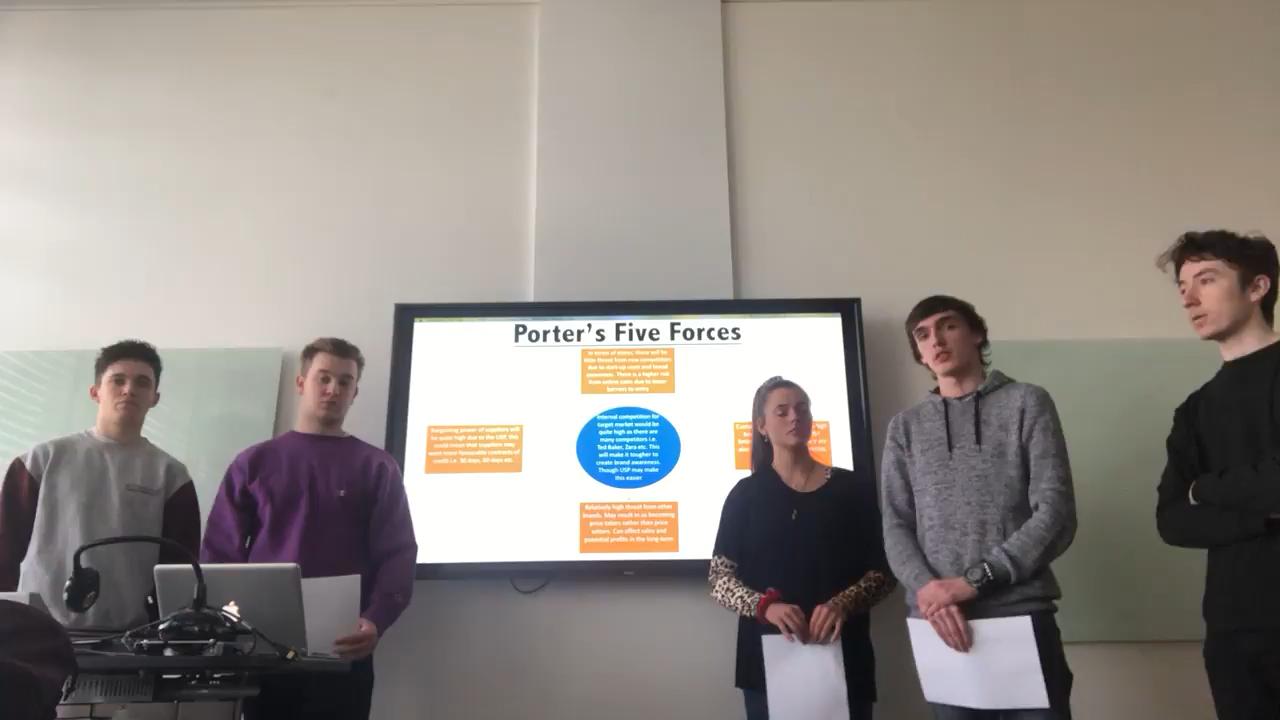 Porter's Five Forces
In terms of stores, there will be
little threat from new competitors
due to start-up costs and brand
awareness. There is a higher risk
from online sales due to lower
barriers to entry
Bargaining power of suppliers will
be quite high due to the USP, this
could mean that suppliers may
want more favourable contracts of
credit i.e. 30 days, 60 days etc.
Internal competition for
target market would be
quite high as there are
many competitors i.e.
Ted Baker, Zara etc. This
will make it tougher to
create brand awareness.
Though USP may make
this easier
Relatively high threat from other
brands. May result in us becoming
price takers rather than price
setters. Can affect sales and
potential profits in the long-term